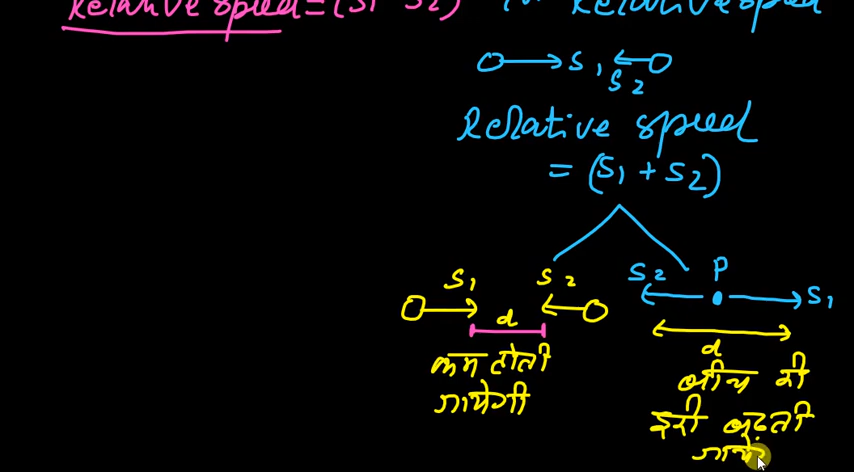 Relative speed = (S1 - S2)
Relative speed
S1 S2
Relative speed
= (S1 + S2)
S1 S2 S2 P S1
d d
कम होती
जायेगी
बीच की
दूरी बढ़ती
जाये